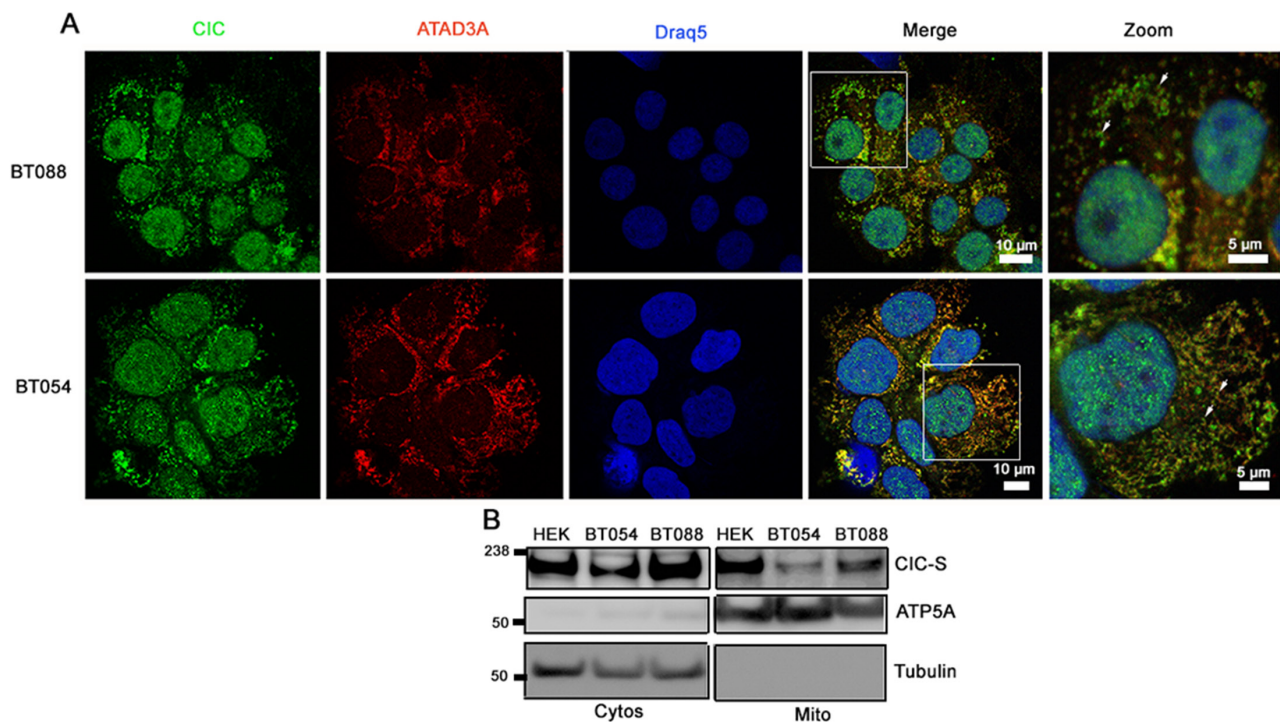 A
CIC ATAD3A Draq5 Merge Zoom
BT088
10 µm 5 µm
BT054
10 µm 5 µm
B
HEK BT054 BT088 HEK BT054 BT088
238 CIC-S
50 ATP5A
50 Tubulin
Cytos Mito